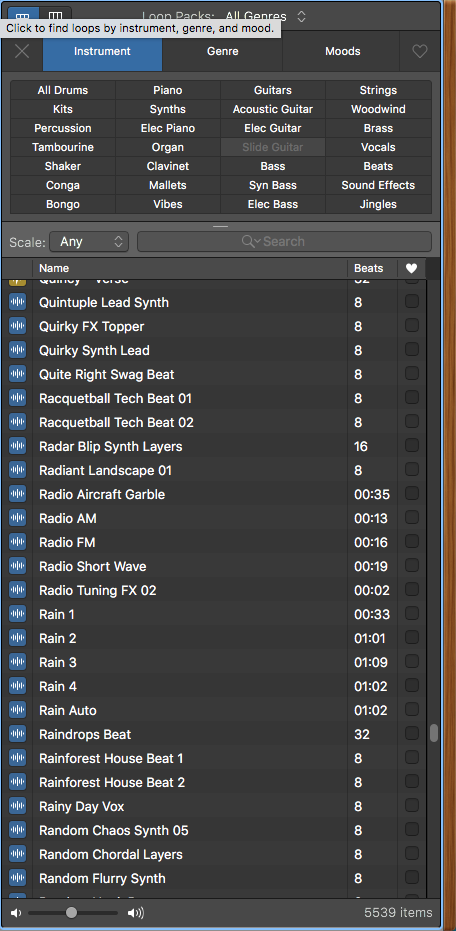 Loop Packs: All Genres
Click to find loops by instrument, genre, and mood.
Instrument Genre Moods
All Drums Piano Guitars Strings
Kits Synths Acoustic Guitar Woodwind
Percussion Elec Piano Elec Guitar Brass
Tambourine Organ Slide Guitar Vocals
Shaker Clavinet Bass Beats
Conga Mallets Syn Bass Sound Effects
Bongo Vibes Elec Bass Jingles
Scale: Any Search
Name Beats
Quincy - Verse 32
Quintuple Lead Synth 8
Quirky FX Topper 8
Quirky Synth Lead 8
Quite Right Swag Beat 8
Racquetball Tech Beat 01 8
Racquetball Tech Beat 02 8
Radar Blip Synth Layers 16
Radiant Landscape 01 8
Radio Aircraft Garble 00:35
Radio AM 00:13
Radio FM 00:16
Radio Short Wave 00:19
Radio Tuning FX 02 00:02
Rain 1 00:33
Rain 2 01:01
Rain 3 01:09
Rain 4 01:02
Rain Auto 01:02
Raindrops Beat 32
Rainforest House Beat 1 8
Rainforest House Beat 2 8
Rainy Day Vox 8
Random Chaos Synth 05 8
Random Chordal Layers 8
Random Flurry Synth 8
5539 items